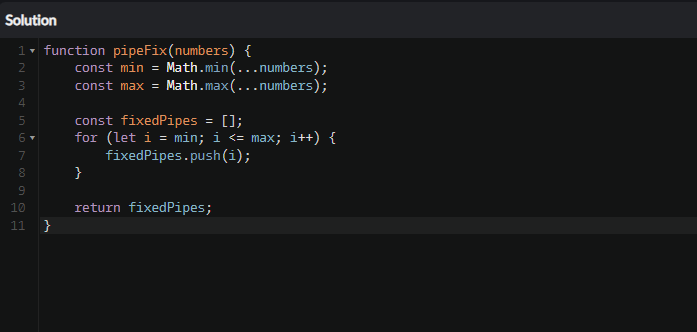 Solution
1 function pipeFix(numbers) {
2     const min = Math.min(...numbers);
3     const max = Math.max(...numbers);
4
5     const fixedPipes = [];
6     for (let i = min; i <= max; i++) {
7         fixedPipes.push(i);
8     }
9
10     return fixedPipes;
11 }